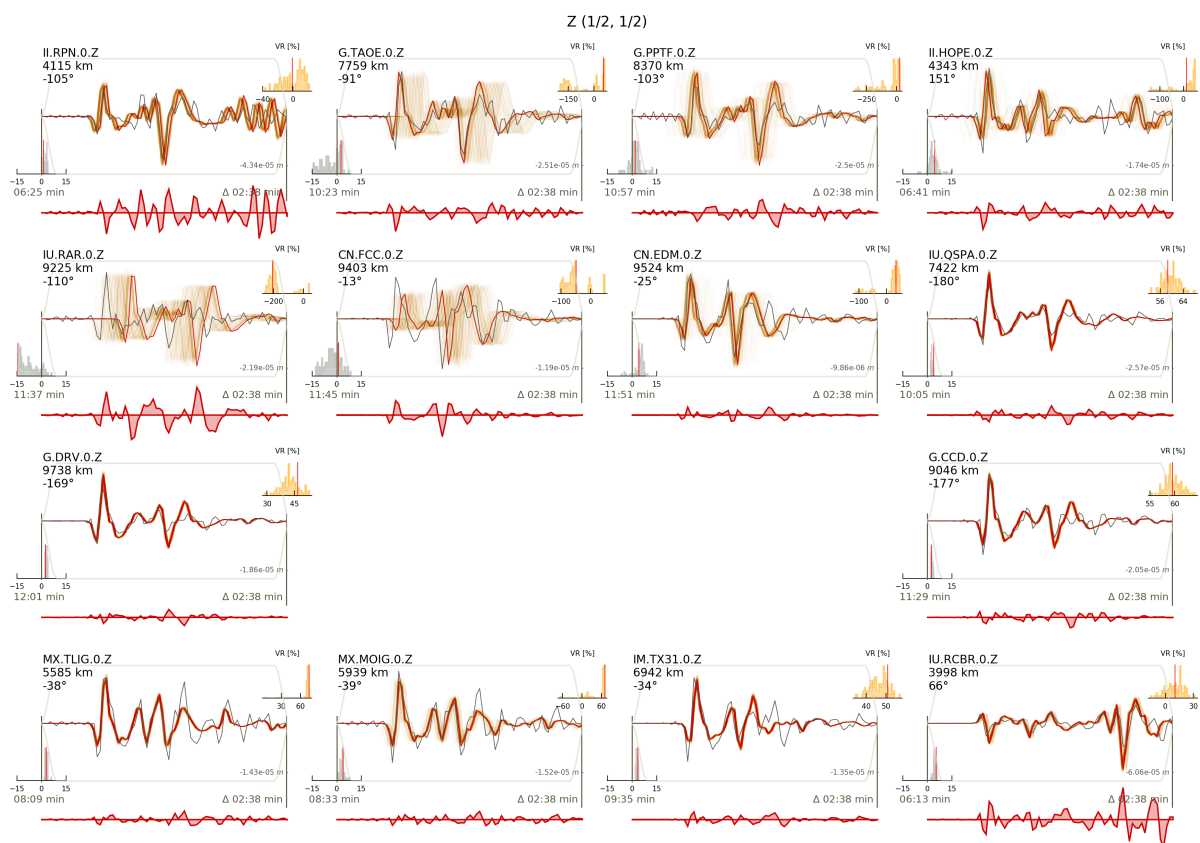 Z (1/2, 1/2)
II.RPN.0.Z
4115 km
-105°
VR [%]
−40 0
-4.34e-05 m
−15 0 15
06:25 min
Δ 02:38 min
G.TAOE.0.Z
7759 km
-91°
VR [%]
−150 0
-2.51e-05 m
−15 0 15
10:23 min
Δ 02:38 min
G.PPTF.0.Z
8370 km
-103°
VR [%]
−250 0
-2.5e-05 m
−15 0 15
10:57 min
Δ 02:38 min
II.HOPE.0.Z
4343 km
151°
VR [%]
−100 0
-1.74e-05 m
−15 0 15
06:41 min
Δ 02:38 min
IU.RAR.0.Z
9225 km
-110°
VR [%]
−200 0
-2.19e-05 m
−15 0 15
11:37 min
Δ 02:38 min
CN.FCC.0.Z
9403 km
-13°
VR [%]
−100 0
-1.19e-05 m
−15 0 15
11:45 min
Δ 02:38 min
CN.EDM.0.Z
9524 km
-25°
VR [%]
−100 0
-9.86e-06 m
−15 0 15
11:51 min
Δ 02:38 min
IU.QSPA.0.Z
7422 km
-180°
VR [%]
56 64
-2.57e-05 m
−15 0 15
10:05 min
Δ 02:38 min
G.DRV.0.Z
9738 km
-169°
VR [%]
30 45
-1.86e-05 m
−15 0 15
12:01 min
Δ 02:38 min
G.CCD.0.Z
9046 km
-177°
VR [%]
55 60
-2.05e-05 m
−15 0 15
11:29 min
Δ 02:38 min
MX.TLIG.0.Z
5585 km
-38°
VR [%]
30 60
-1.43e-05 m
−15 0 15
08:09 min
Δ 02:38 min
MX.MOIG.0.Z
5939 km
-39°
VR [%]
−60 0 60
-1.52e-05 m
−15 0 15
08:33 min
Δ 02:38 min
IM.TX31.0.Z
6942 km
-34°
VR [%]
40 50
-1.35e-05 m
−15 0 15
09:35 min
Δ 02:38 min
IU.RCBR.0.Z
3998 km
66°
VR [%]
0 30
-6.06e-05 m
−15 0 15
06:13 min
Δ 02:38 min